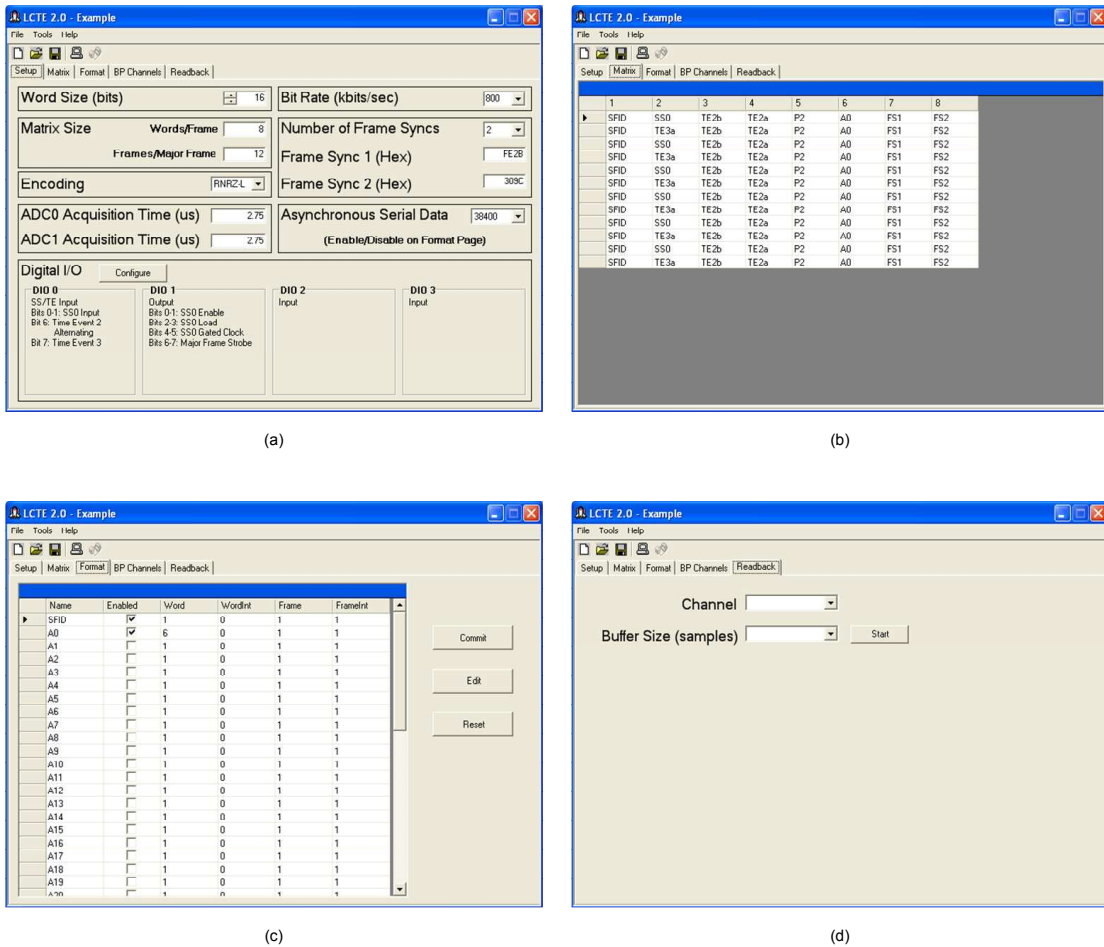 LCTE 2.0 - Example
File Tools Help
Setup Matrix Format BP Channels Readback
Word Size (bits) 16
Bit Rate (kbits/sec) 800
Matrix Size Words/Frame 8
Frames/Major Frame 12
Number of Frame Syncs 2
Frame Sync 1 (Hex) FE2B
Frame Sync 2 (Hex) 309C
Encoding RNRZ-L
ADC0 Acquisition Time (us) 2.75
ADC1 Acquisition Time (us) 2.75
Asynchronous Serial Data 38400
(Enable/Disable on Format Page)
Digital I/O Configure
DIO 0
SS/TE Input
Bits 0-1: SS0 Input
Bit 6: Time Event 2
Alternating
Bit 7: Time Event 3
DIO 1
Output
Bits 0-1: SS0 Enable
Bits 2-3: SS0 Load
Bits 4-5: SS0 Gated Clock
Bits 6-7: Major Frame Strobe
DIO 2
Input
DIO 3
Input
(a)
LCTE 2.0 - Example
File Tools Help
Setup Matrix Format BP Channels Readback
1 2 3 4 5 6 7 8
SFID SS0 TE2b TE2a P2 A0 FS1 FS2
SFID TE3a TE2b TE2a P2 A0 FS1 FS2
SFID SS0 TE2b TE2a P2 A0 FS1 FS2
SFID TE3a TE2b TE2a P2 A0 FS1 FS2
SFID SS0 TE2b TE2a P2 A0 FS1 FS2
SFID TE3a TE2b TE2a P2 A0 FS1 FS2
SFID SS0 TE2b TE2a P2 A0 FS1 FS2
SFID TE3a TE2b TE2a P2 A0 FS1 FS2
SFID SS0 TE2b TE2a P2 A0 FS1 FS2
SFID TE3a TE2b TE2a P2 A0 FS1 FS2
SFID SS0 TE2b TE2a P2 A0 FS1 FS2
SFID TE3a TE2b TE2a P2 A0 FS1 FS2
(b)
LCTE 2.0 - Example
File Tools Help
Setup Matrix Format BP Channels Readback
Name Enabled Word WordInt Frame FrameInt
SFID 1 0 1 1
A0 6 0 1 1
A1 1 0 1 1
A2 1 0 1 1
A3 1 0 1 1
A4 1 0 1 1
A5 1 0 1 1
A6 1 0 1 1
A7 1 0 1 1
A8 1 0 1 1
A9 1 0 1 1
A10 1 0 1 1
A11 1 0 1 1
A12 1 0 1 1
A13 1 0 1 1
A14 1 0 1 1
A15 1 0 1 1
A16 1 0 1 1
A17 1 0 1 1
A18 1 0 1 1
A19 1 0 1 1
A20 1 0 1 1
Commit
Edit
Reset
(c)
LCTE 2.0 - Example
File Tools Help
Setup Matrix Format BP Channels Readback
Channel
Buffer Size (samples) Start
(d)